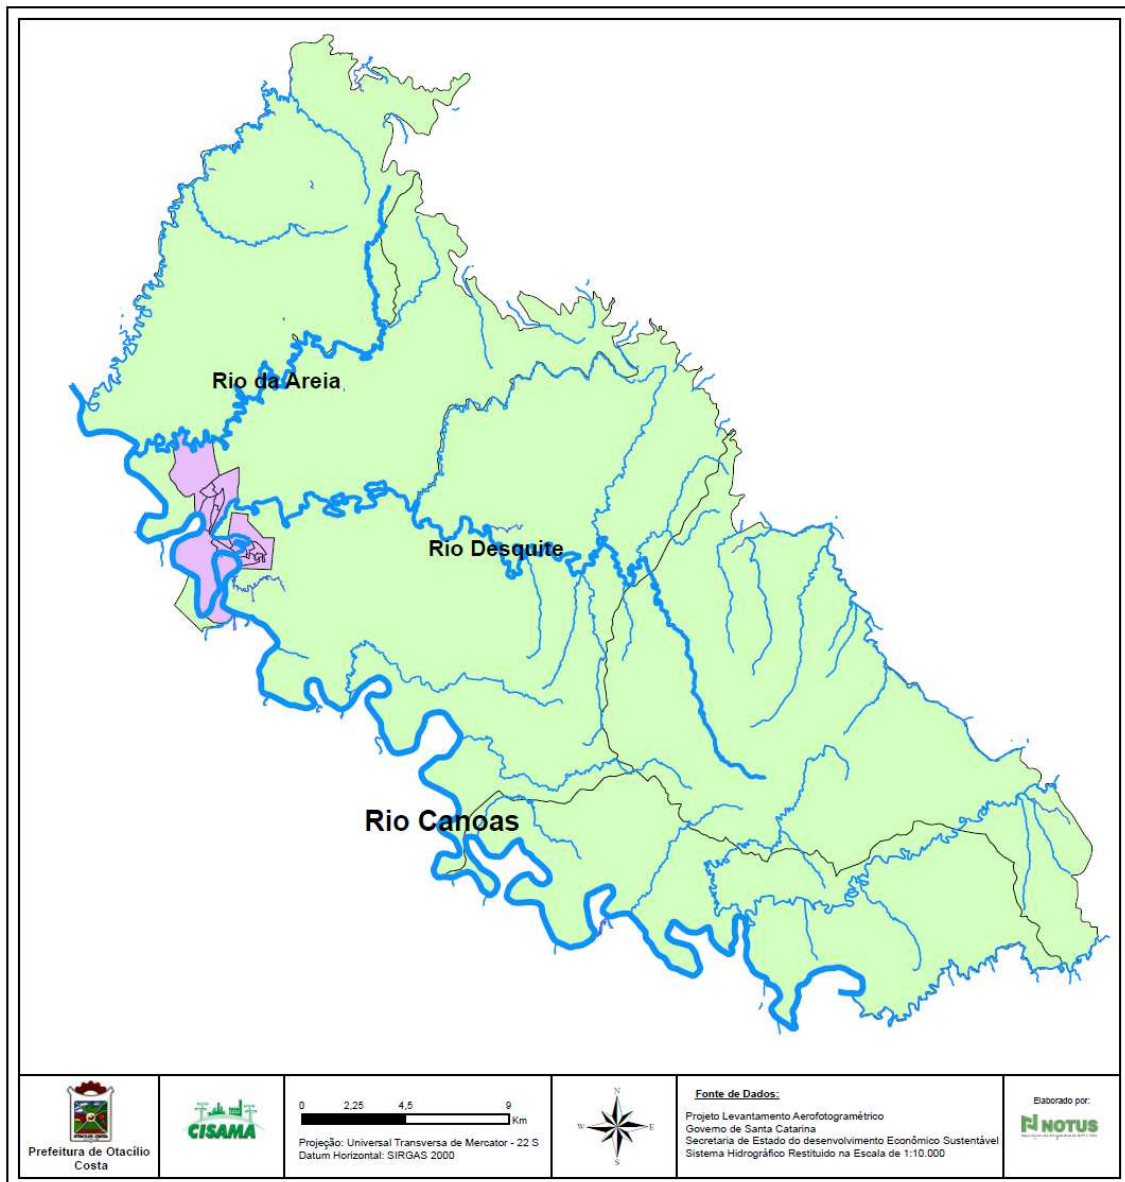 Rio da Areia
Rio Desquite
Rio Canoas
Prefeitura de Otacílio
Costa
CISAMA
0 2,25 4,5 9
Km
Projeção: Universal Transversa de Mercator - 22 S
Datum Horizontal: SIRGAS 2000
N
W E
S
Fonte de Dados:
Projeto Levantamento Aerofotogramétrico
Governo de Santa Catarina
Secretaria de Estado do desenvolvimento Econômico Sustentável
Sistema Hidrográfico Restituido na Escala de 1:10.000
Elaborado por:
NOTUS